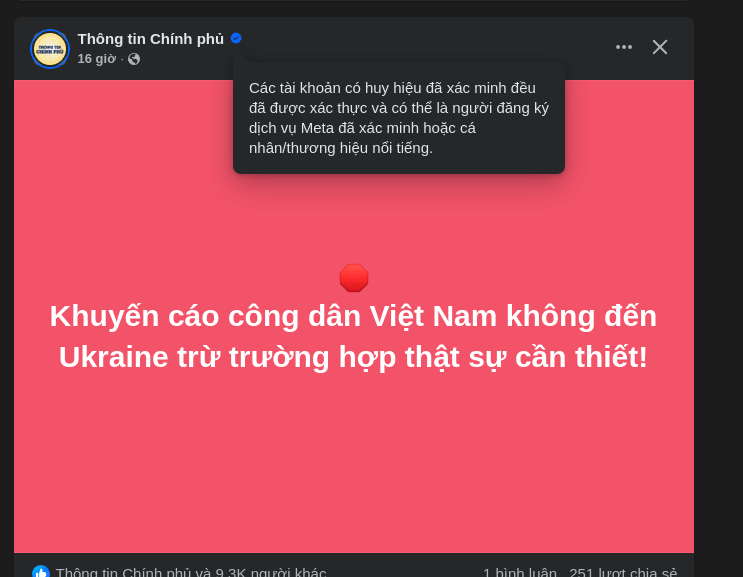 THÔNG TIN
CHÍNH PHỦ
Thông tin Chính phủ
16 giờ ·
Các tài khoản có huy hiệu đã xác minh đều
đã được xác thực và có thể là người đăng ký
dịch vụ Meta đã xác minh hoặc cá
nhân/thương hiệu nổi tiếng.
Khuyến cáo công dân Việt Nam không đến
Ukraine trừ trường hợp thật sự cần thiết!
Thông tin Chính phủ và 9,3K người khác
1 bình luận 251 lượt chia sẻ